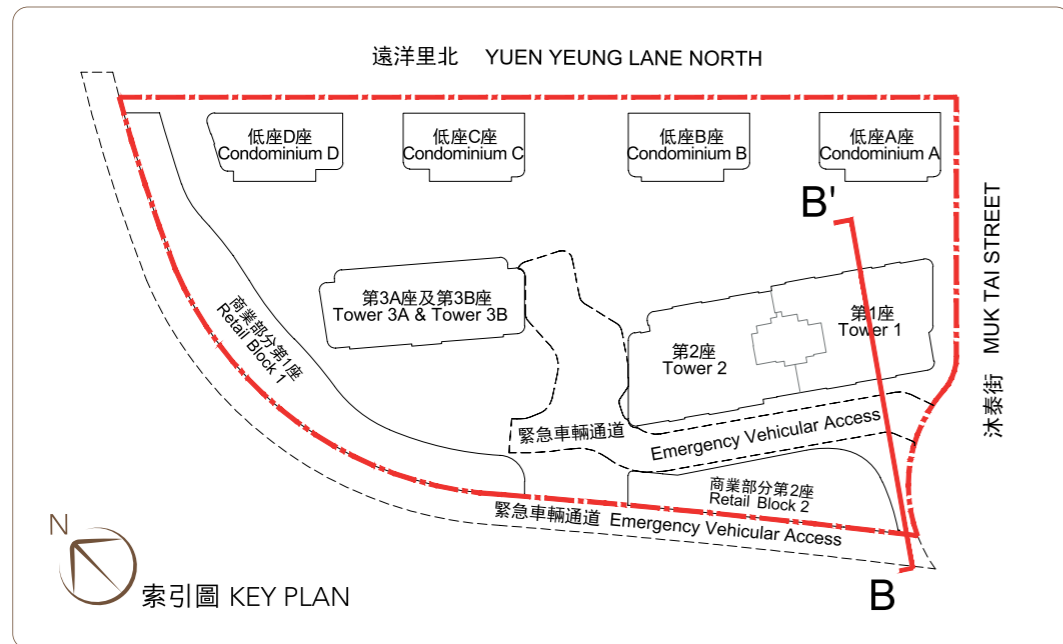 遠洋里北 YUEN YEUNG LANE NORTH
低座D座
Condominium D
低座C座
Condominium C
低座B座
Condominium B
低座A座
Condominium A
B'
沐泰街 MUK TAI STREET
第3A座及第3B座
Tower 3A & Tower 3B
第1座
Tower 1
第2座
Tower 2
商業部分第1座
Retail Block 1
緊急車輛通道 Emergency Vehicular Access
商業部分第2座
Retail Block 2
緊急車輛通道 Emergency Vehicular Access
B
N
索引圖 KEY PLAN